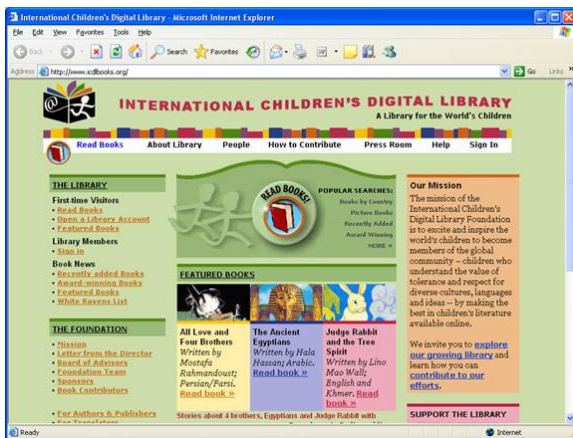 International Children's Digital Library - Microsoft Internet Explorer
File Edit View Favorites Tools Help
Back Search Favorites
Address http://www.icdlbooks.org/ Go Links »
INTERNATIONAL CHILDREN'S DIGITAL LIBRARY
A Library for the World's Children
Read Books About Library People How to Contribute Press Room Help Sign In
THE LIBRARY
First-time Visitors
• Read Books
• Open a Library Account
• Featured Books
Library Members
• Sign in
Book News
• Recently added Books
• Award-winning Books
• Featured Books
• White Ravens List
THE FOUNDATION
• Mission
• Letter from the Director
• Board of Advisors
• Foundation Team
• Sponsors
• Book Contributors
• For Authors & Publishers
READ BOOKS!
POPULAR SEARCHES:
Books by Country
Picture Books
Recently Added
Award Winning
MORE »
FEATURED BOOKS
All Love and
Four Brothers
Written by
Mostafa
Rahmandoust;
Persian/Farsi.
Read book »
The Ancient
Egyptians
Written by Hala
Hassan; Arabic.
Read book »
Judge Rabbit
and the Tree
Spirit
Written by Lino
Mao Wall;
English and
Khmer. Read
book »
Stories about 4 brothers, Egyptians and Judge Rabbit with
Our Mission
The mission of the
International Children's
Digital Library Foundation
is to excite and inspire the
world's children to become
members of the global
community – children who
understand the value of
tolerance and respect for
diverse cultures, languages
and ideas -- by making the
best in children's literature
available online.
We invite you to explore
our growing library and
learn how you can
contribute to our
efforts.
SUPPORT THE LIBRARY
Ready Internet